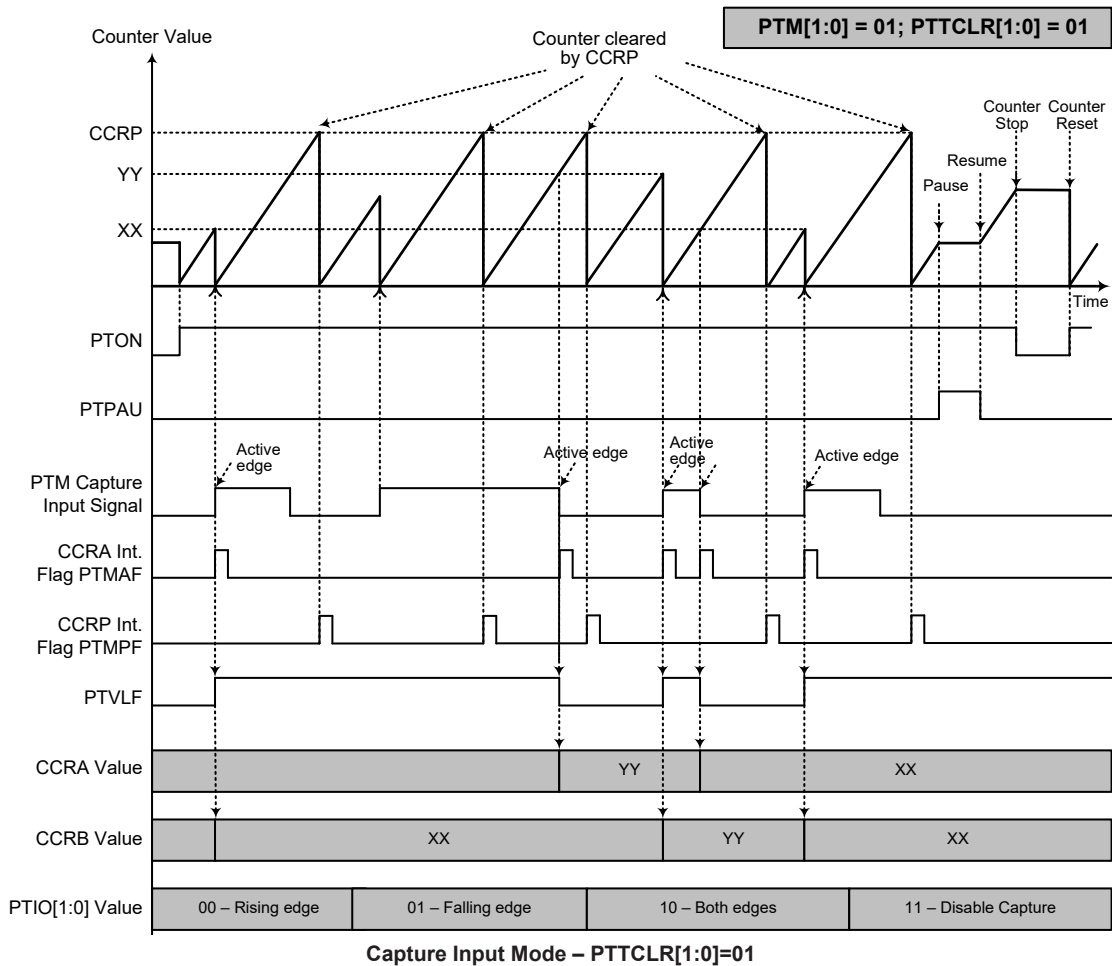 PTM[1:0] = 01; PTTCLR[1:0] = 01
Counter Value
Counter cleared
by CCRP
Counter
Stop
Counter
Reset
CCRP
YY
XX
Pause
Resume
Time
PTON
PTPAU
Active
edge
Active edge
Active
edge
Active edge
PTM Capture
Input Signal
CCRA Int.
Flag PTMAF
CCRP Int.
Flag PTMPF
PTVLF
CCRA Value
YY
XX
CCRB Value
XX
YY
XX
PTIO[1:0] Value
00 – Rising edge
01 – Falling edge
10 – Both edges
11 – Disable Capture
Capture Input Mode – PTTCLR[1:0]=01